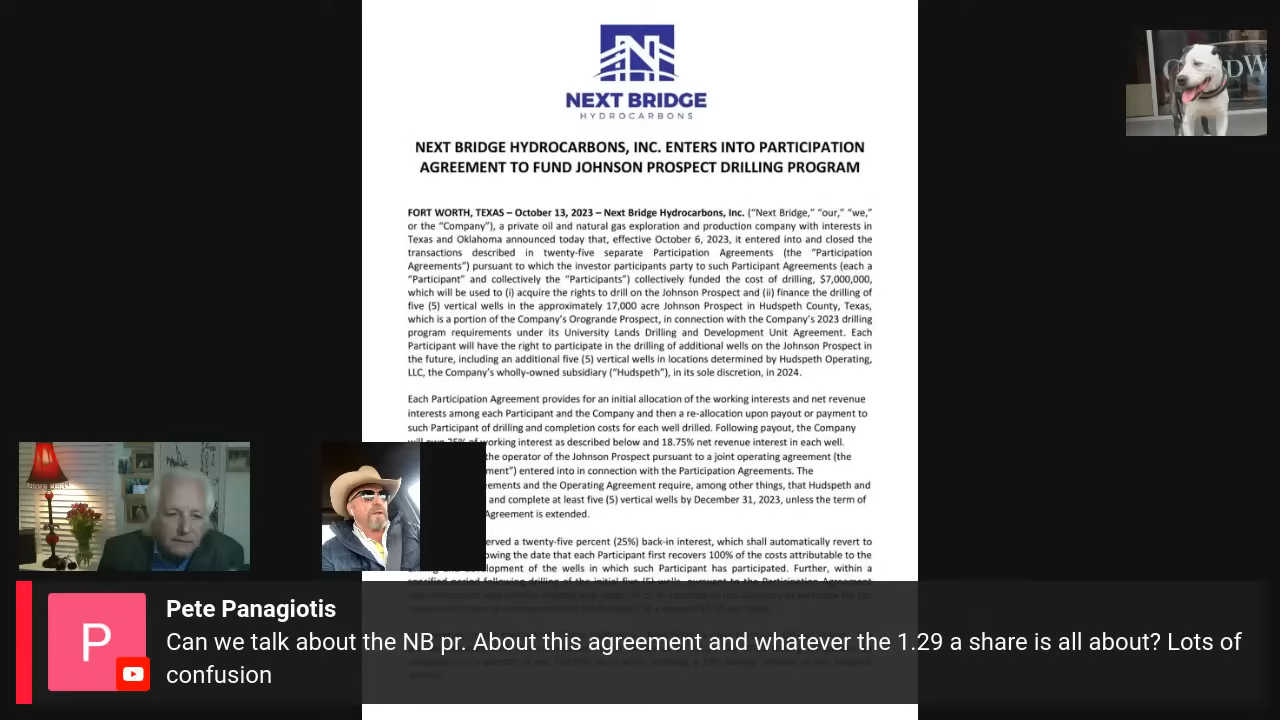 NEXT BRIDGE
HYDROCARBONS
NEXT BRIDGE HYDROCARBONS, INC. ENTERS INTO PARTICIPATION
AGREEMENT TO FUND JOHNSON PROSPECT DRILLING PROGRAM
FORT WORTH, TEXAS – October 13, 2023 – Next Bridge Hydrocarbons, Inc. (“Next Bridge,” “our,” “we,”
or the “Company”), a private oil and natural gas exploration and production company with interests in
Texas and Oklahoma announced today that, effective October 6, 2023, it entered into and closed the
transactions described in twenty-five separate Participation Agreements (the “Participation
Agreements”) pursuant to which the investor participants party to such Participant Agreements (each a
“Participant” and collectively the “Participants”) collectively funded the cost of drilling, $7,000,000,
which will be used to (i) acquire the rights to drill on the Johnson Prospect and (ii) finance the drilling of
five (5) vertical wells in the approximately 17,000 acre Johnson Prospect in Hudspeth County, Texas,
which is a portion of the Company’s Orogrande Prospect, in connection with the Company’s 2023 drilling
program requirements under its University Lands Drilling and Development Unit Agreement. Each
Participant will have the right to participate in the drilling of additional wells on the Johnson Prospect in
the future, including an additional five (5) vertical wells in locations determined by Hudspeth Operating,
LLC, the Company’s wholly-owned subsidiary (“Hudspeth”), in its sole discretion, in 2024.
Each Participation Agreement provides for an initial allocation of the working interests and net revenue
interests among each Participant and the Company and then a re-allocation upon payout or payment to
such Participant of drilling and completion costs for each well drilled. Following payout, the Company
will own 25% of working interest as described below and 18.75% net revenue interest in each well.
the operator of the Johnson Prospect pursuant to a joint operating agreement (the
ment”) entered into in connection with the Participation Agreements. The
ements and the Operating Agreement require, among other things, that Hudspeth and
and complete at least five (5) vertical wells by December 31, 2023, unless the term of
Agreement is extended.
erved a twenty-five percent (25%) back-in interest, which shall automatically revert to
owing the date that each Participant first recovers 100% of the costs attributable to the
drilling and development of the wells in which such Participant has participated. Further, within a
specified period following drilling of the initial five (5) wells, pursuant to the Participation Agreement
P
Pete Panagiotis
Can we talk about the NB pr. About this agreement and whatever the 1.29 a share is all about? Lots of
confusion